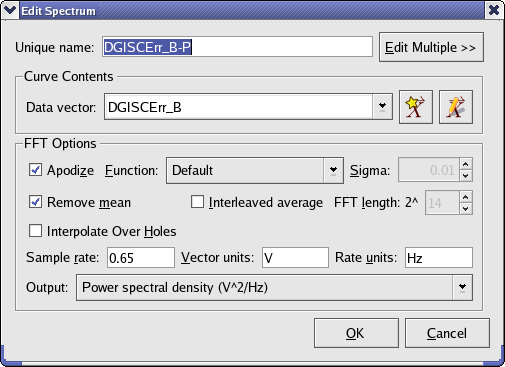 Edit Spectrum
Unique name: DGISCErr_B-P Edit Multiple >>
Curve Contents
Data vector: DGISCErr_B
FFT Options
Apodize Function: Default Sigma: 0.01
Remove mean Interleaved average FFT length: 2^ 14
Interpolate Over Holes
Sample rate: 0.65 Vector units: V Rate units: Hz
Output: Power spectral density (V^2/Hz)
OK Cancel